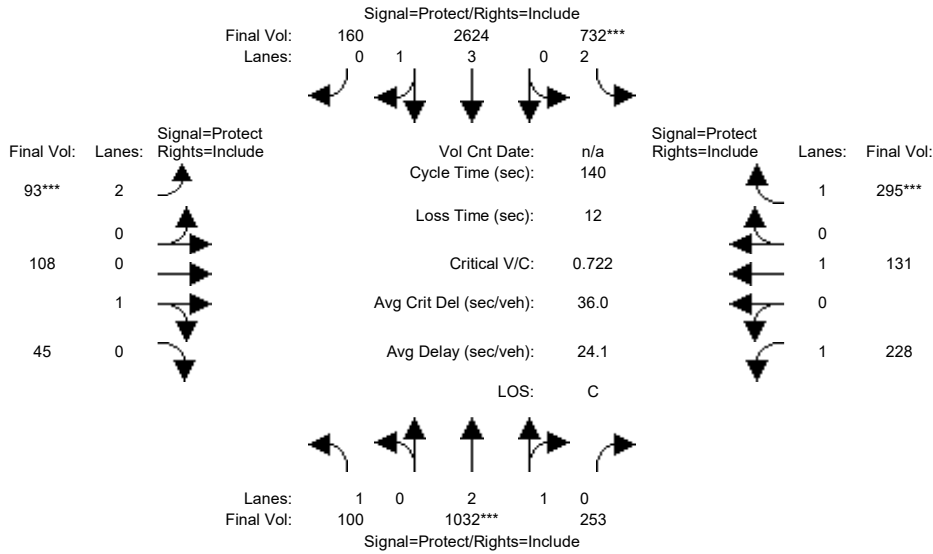 Signal=Protect/Rights=Include
Final Vol: 160 2624 732***
Lanes: 0 1 3 0 2
Signal=Protect Signal=Protect
Final Vol: Lanes: Rights=Include Vol Cnt Date: n/a Rights=Include Lanes: Final Vol:
Cycle Time (sec): 140
93*** 2 1 295***
Loss Time (sec): 12
0 0
108 0 Critical V/C: 0.722 1 131
1 Avg Crit Del (sec/veh): 36.0 0
45 0 Avg Delay (sec/veh): 24.1 1 228
LOS: C
Lanes: 1 0 2 1 0
Final Vol: 100 1032*** 253
Signal=Protect/Rights=Include